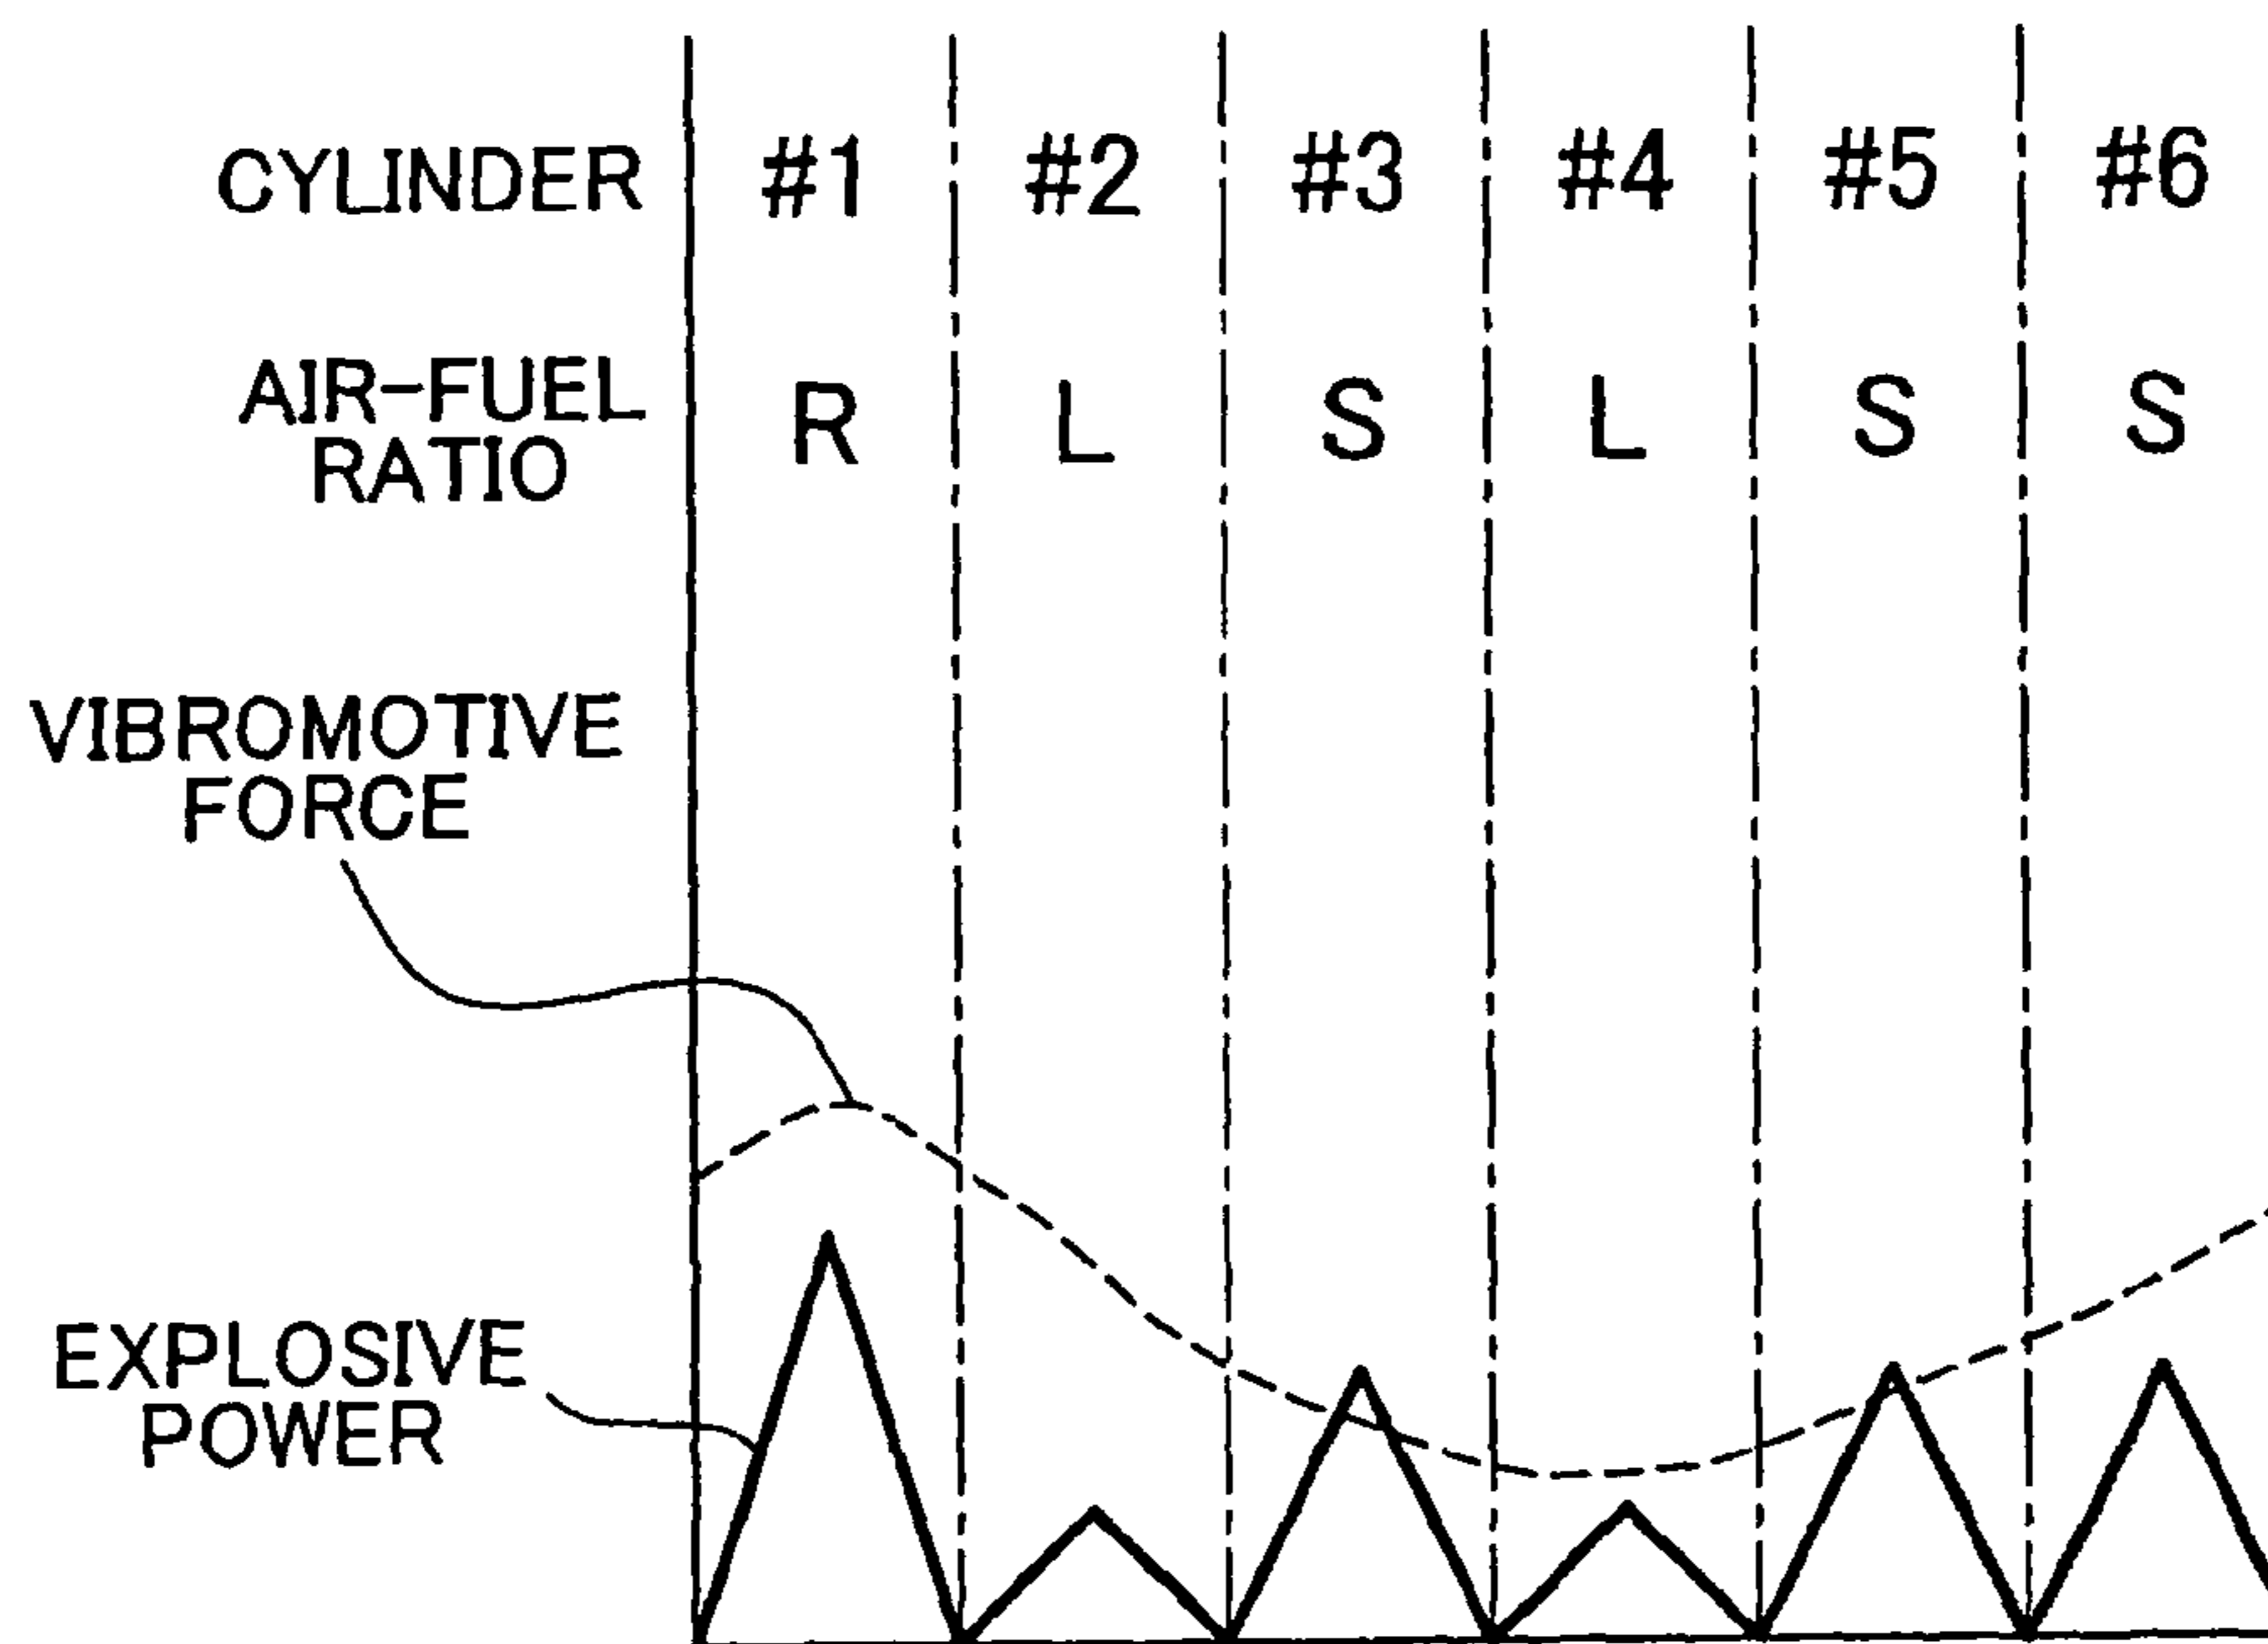 CYLINDER #1 #2 #3 #4 #5 #6
AIR-FUEL
RATIO
R L S L S S
VIBROMOTIVE
FORCE
EXPLOSIVE
POWER